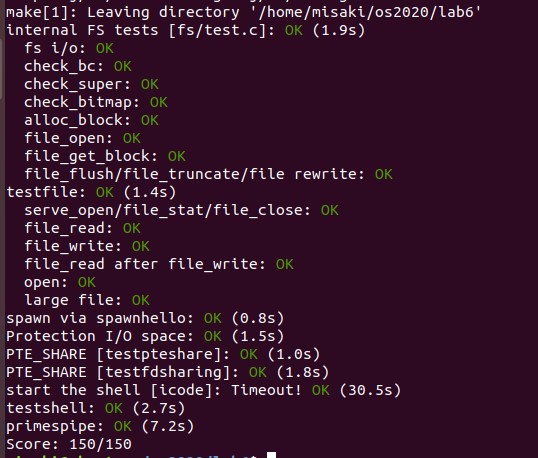 make[1]: Leaving directory '/home/misaki/os2020/lab6'
internal FS tests [fs/test.c]: OK (1.9s)
  fs i/o: OK
  check_bc: OK
  check_super: OK
  check_bitmap: OK
  alloc_block: OK
  file_open: OK
  file_get_block: OK
  file_flush/file_truncate/file rewrite: OK
testfile: OK (1.4s)
  serve_open/file_stat/file_close: OK
  file_read: OK
  file_write: OK
  file_read after file_write: OK
  open: OK
  large file: OK
spawn via spawnhello: OK (0.8s)
Protection I/O space: OK (1.5s)
PTE_SHARE [testpteshare]: OK (1.0s)
PTE_SHARE [testfdsharing]: OK (1.8s)
start the shell [icode]: Timeout! OK (30.5s)
testshell: OK (2.7s)
primespipe: OK (7.2s)
Score: 150/150